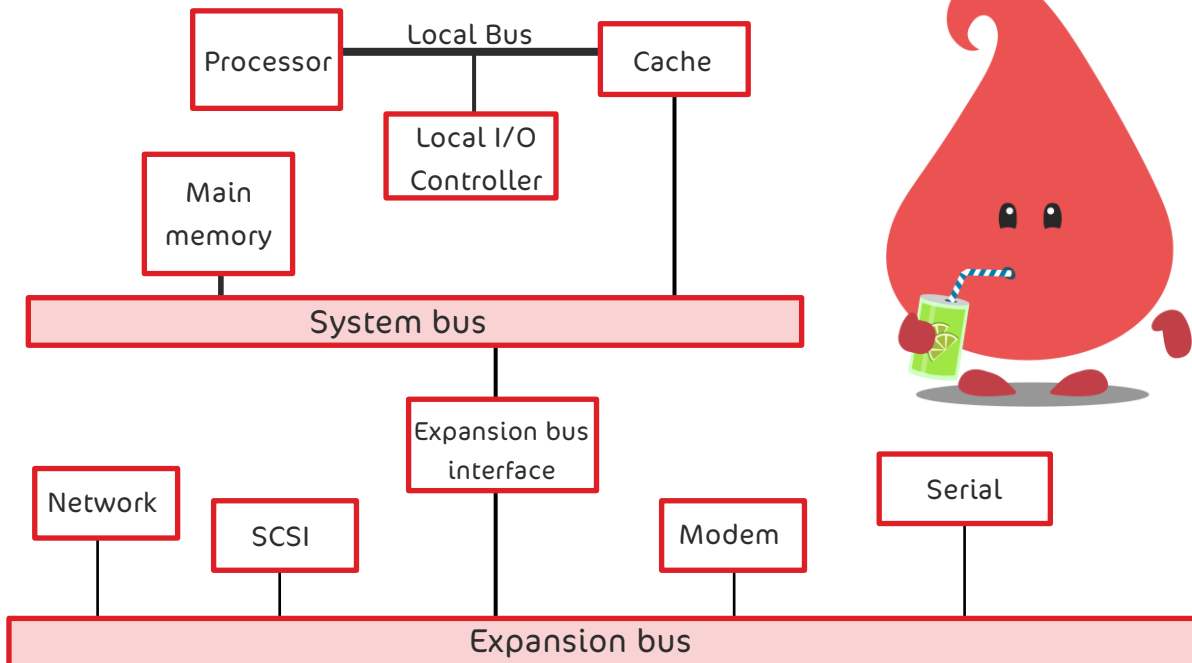 Local Bus
Processor
Cache
Local I/O
Controller
Main
memory
System bus
Expansion bus
interface
Network
SCSI
Modem
Serial
Expansion bus